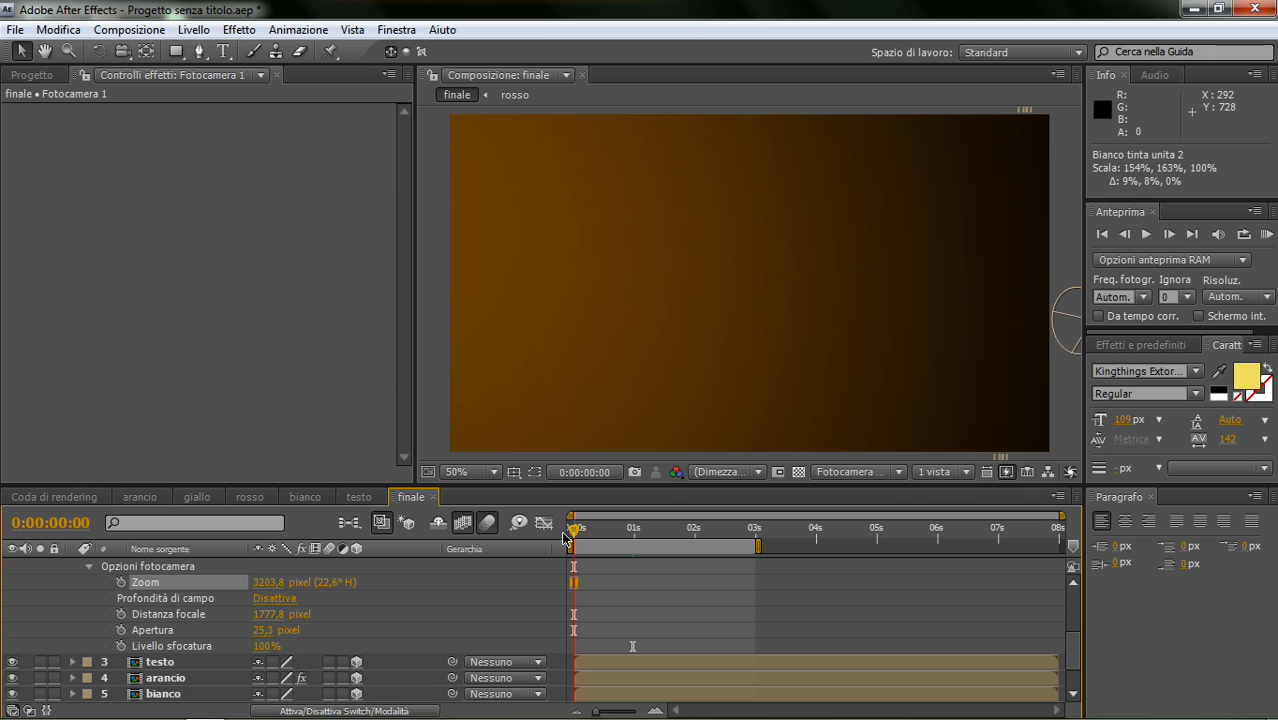 Adobe After Effects - Progetto senza titolo.aep *
File Modifica Composizione Livello Effetto Animazione Vista Finestra Aiuto
Spazio di lavoro: Standard Cerca nella Guida
Progetto Controlli effetti: Fotocamera 1
finale • Fotocamera 1
Composizione: finale
finale rosso
Info Audio
R: X : 292
G: Y : 728
B:
A: 0
Bianco tinta unita 2
Scala: 154%, 163%, 100%
Δ: 9%, 8%, 0%
Anteprima
Opzioni anteprima RAM
Freq. fotogr. Ignora Risoluz.
Autom. 0 Autom.
Da tempo corr. Schermo int.
Effetti e predefiniti Caratt
Kingthings Extor...
Regular
109 px Auto
Metrica 142
- px
50% 0:00:00:00 (Dimezza... Fotocamera ... 1 vista
Coda di rendering arancio giallo rosso bianco testo finale
0:00:00:00
0s 01s 02s 03s 04s 05s 06s 07s 08s
# Nome sorgente Gerarchia
Opzioni fotocamera
Zoom 3203,8 pixel (22,6° H)
Profondità di campo Disattiva
Distanza focale 1777,8 pixel
Apertura 25,3 pixel
Livello sfocatura 100%
3 testo Nessuno
4 arancio Nessuno
5 bianco Nessuno
Attiva/Disattiva Switch/Modalità
Paragrafo
0 px 0 px 0 px
0 px 0 px